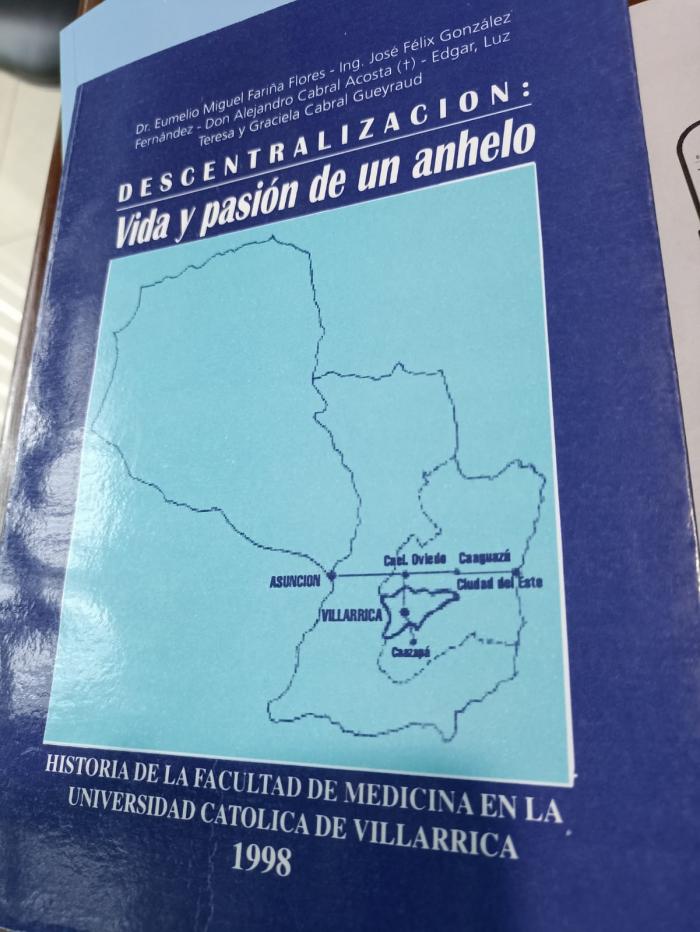 Dr. Eumelio Miguel Fariña Flores - Ing. José Félix González
Fernández - Don Alejandro Cabral Acosta (†) - Edgar, Luz
Teresa y Graciela Cabral Gueyraud
DESCENTRALIZACION:
Vida y pasión de un anhelo
Cnel. Oviedo Caaguazú
ASUNCION
Ciudad del Este
VILLARRICA
Caazapá
HISTORIA DE LA FACULTAD DE MEDICINA EN LA
UNIVERSIDAD CATOLICA DE VILLARRICA
1998